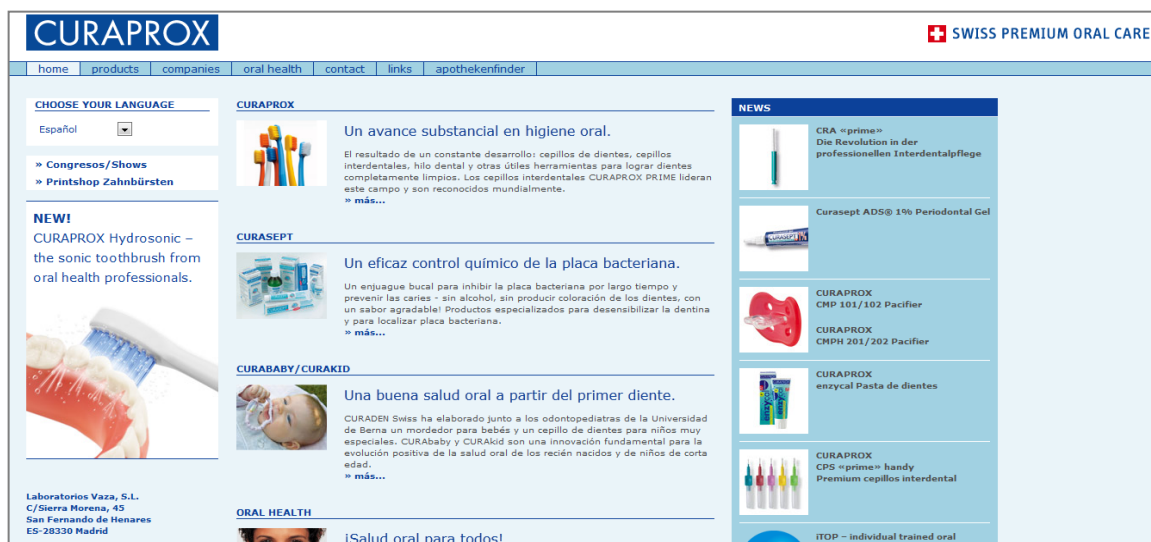 CURAPROX
SWISS PREMIUM ORAL CARE
home products companies oral health contact links apothekenfinder
CHOOSE YOUR LANGUAGE
Español
» Congresos/Shows
» Printshop Zahnbürsten
NEW!
CURAPROX Hydrosonic –
the sonic toothbrush from
oral health professionals.
Laboratorios Vaza, S.L.
C/Sierra Morena, 45
San Fernando de Henares
ES-28330 Madrid
CURAPROX
Un avance substancial en higiene oral.
El resultado de un constante desarrollo: cepillos de dientes, cepillos
interdentales, hilo dental y otras útiles herramientas para lograr dientes
completamente limpios. Los cepillos interdentales CURAPROX PRIME lideran
este campo y son reconocidos mundialmente.
» más...
CURASEPT
Un eficaz control químico de la placa bacteriana.
Un enjuague bucal para inhibir la placa bacteriana por largo tiempo y
prevenir las caries - sin alcohol, sin producir coloración de los dientes, con
un sabor agradable! Productos especializados para desensibilizar la dentina
y para localizar placa bacteriana.
» más...
CURABABY/CURAKID
Una buena salud oral a partir del primer diente.
CURADEN Swiss ha elaborado junto a los odontopediatras de la Universidad
de Berna un mordedor para bebés y un cepillo de dientes para niños muy
especiales. CURAbaby y CURAkid son una innovación fundamental para la
evolución positiva de la salud oral de los recién nacidos y de niños de corta
edad.
» más...
ORAL HEALTH
¡Salud oral para todos!
NEWS
CRA «prime»
Die Revolution in der
professionellen Interdentalpflege
Curasept ADS® 1% Periodontal Gel
CURASEPT
CURAPROX
CMP 101/102 Pacifier
CURAPROX
CMPH 201/202 Pacifier
CURAPROX
enzycal Pasta de dientes
enzycal
CURAPROX
CPS «prime» handy
Premium cepillos interdental
iTOP – individual trained oral